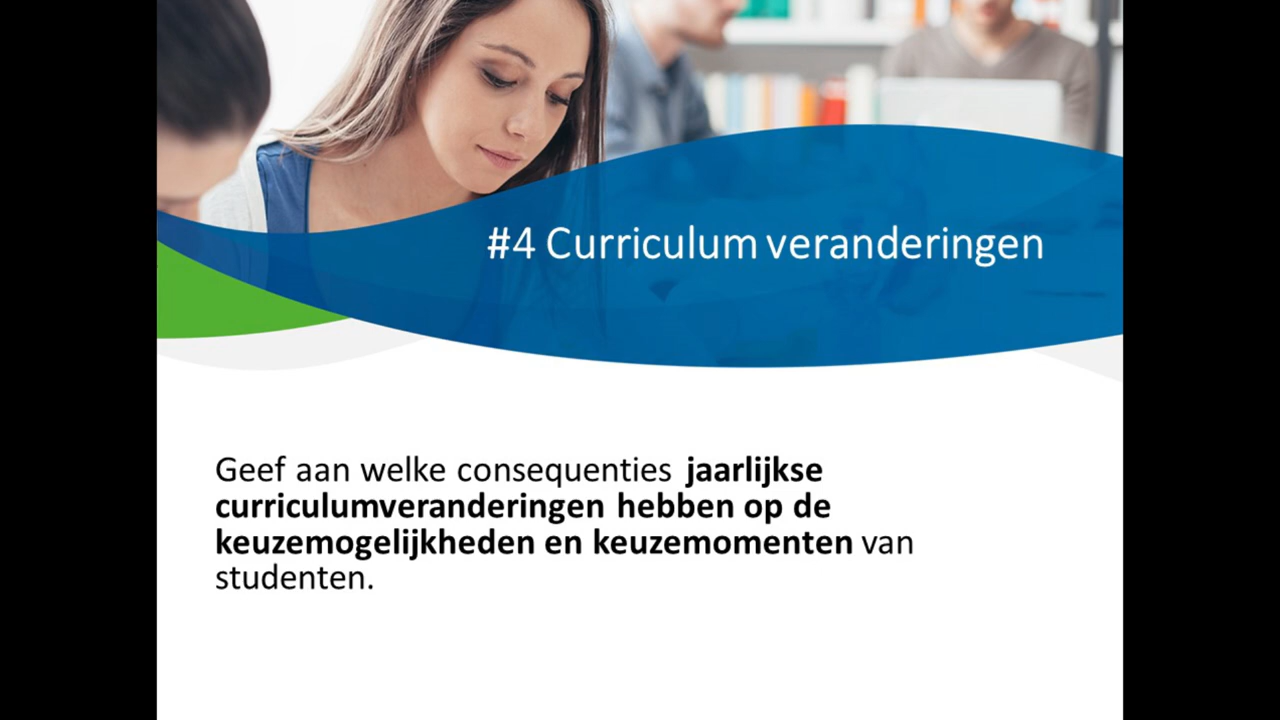 #4 Curriculum veranderingen
Geef aan welke consequenties jaarlijkse
curriculumveranderingen hebben op de
keuzemogelijkheden en keuzemomenten van
studenten.